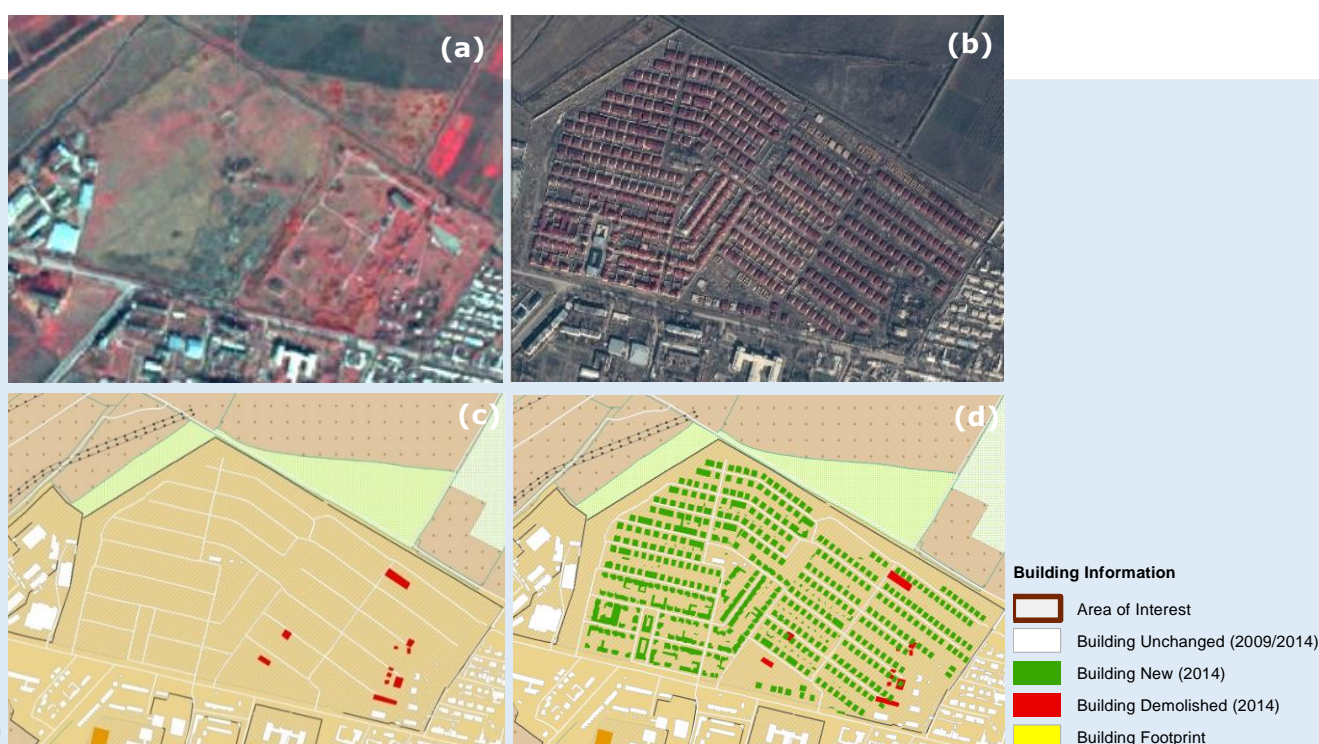 (a)
(b)
(c)
(d)
Building Information
Area of Interest
Building Unchanged (2009/2014)
Building New (2014)
Building Demolished (2014)
Building Footprint